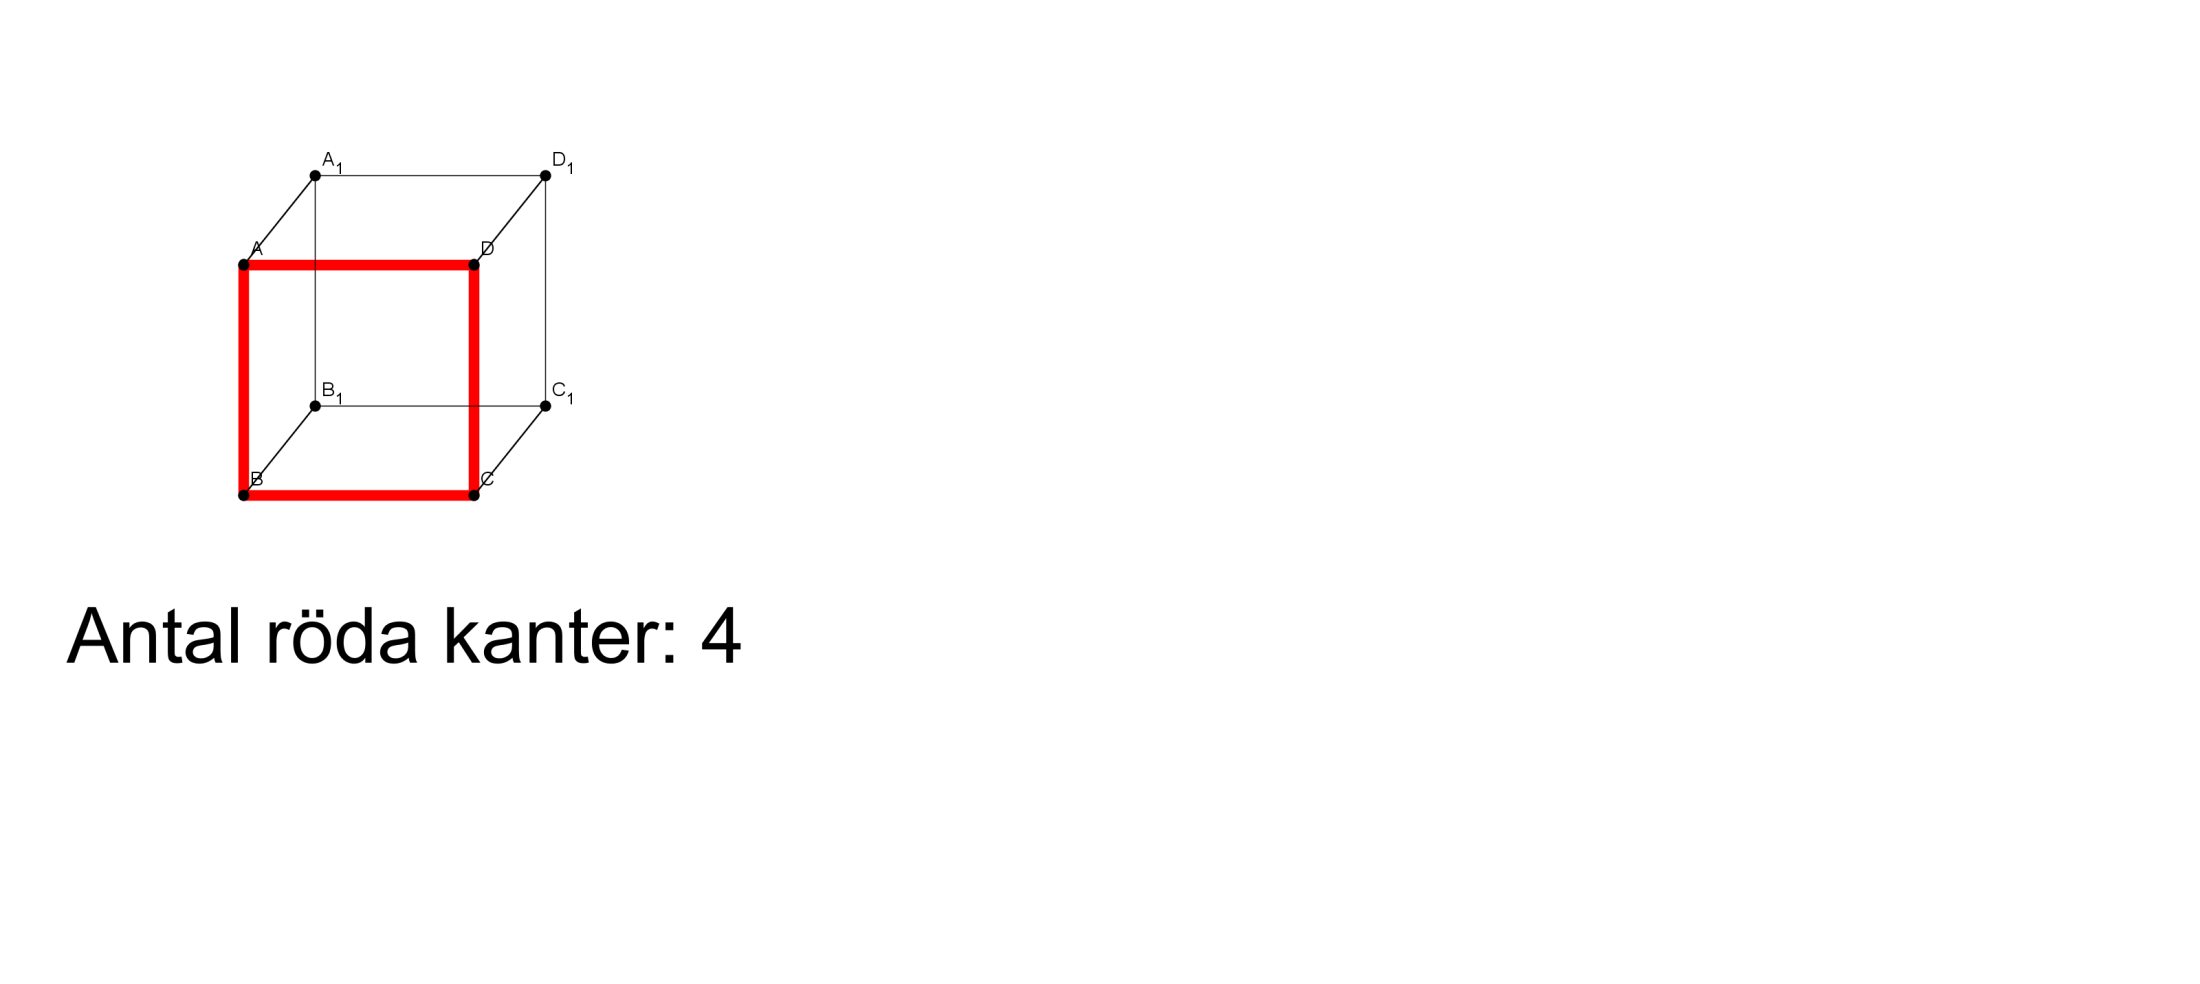 A₁ D₁
A D
B₁ C₁
B C
Antal röda kanter: 4